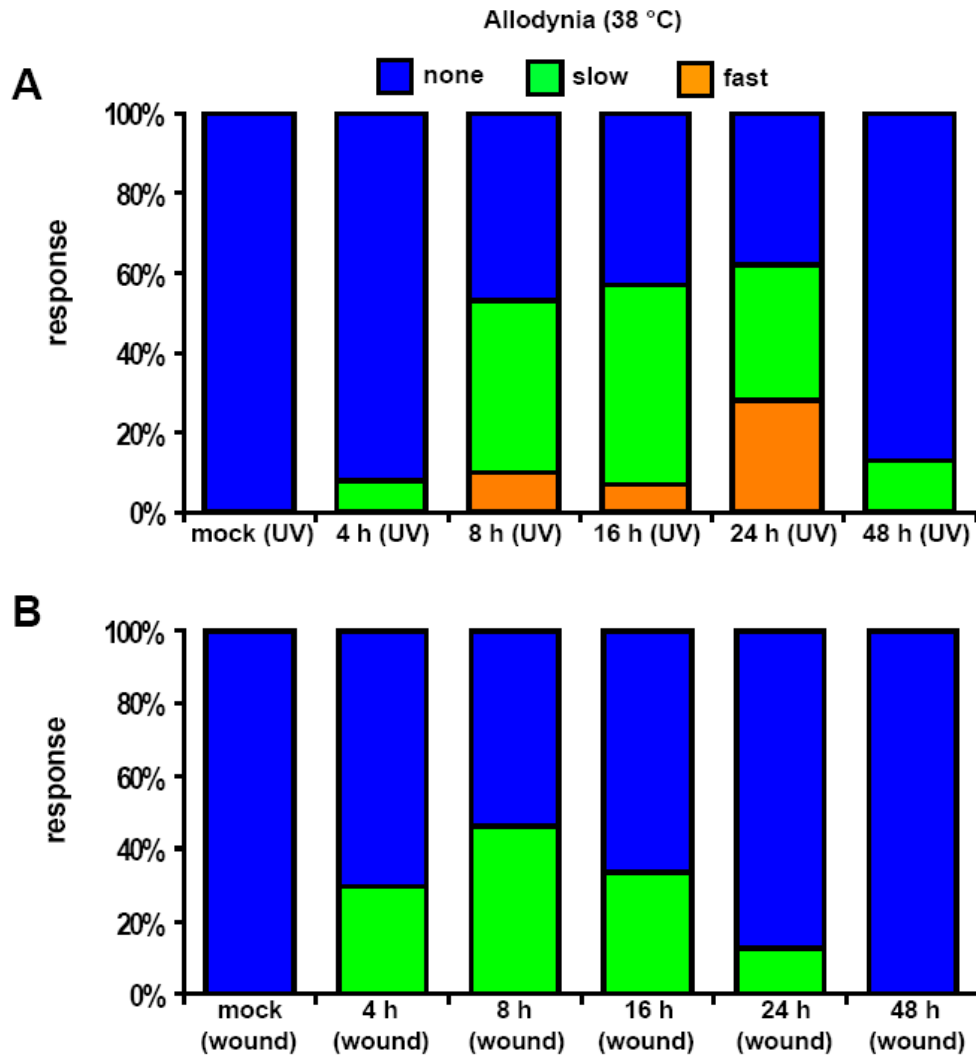 Allodynia (38 °C)
A
none slow fast
100%
80%
60%
40%
20%
0%
response
mock (UV) 4 h (UV) 8 h (UV) 16 h (UV) 24 h (UV) 48 h (UV)
B
100%
80%
60%
40%
20%
0%
response
mock 4 h 8 h 16 h 24 h 48 h
(wound) (wound) (wound) (wound) (wound) (wound)